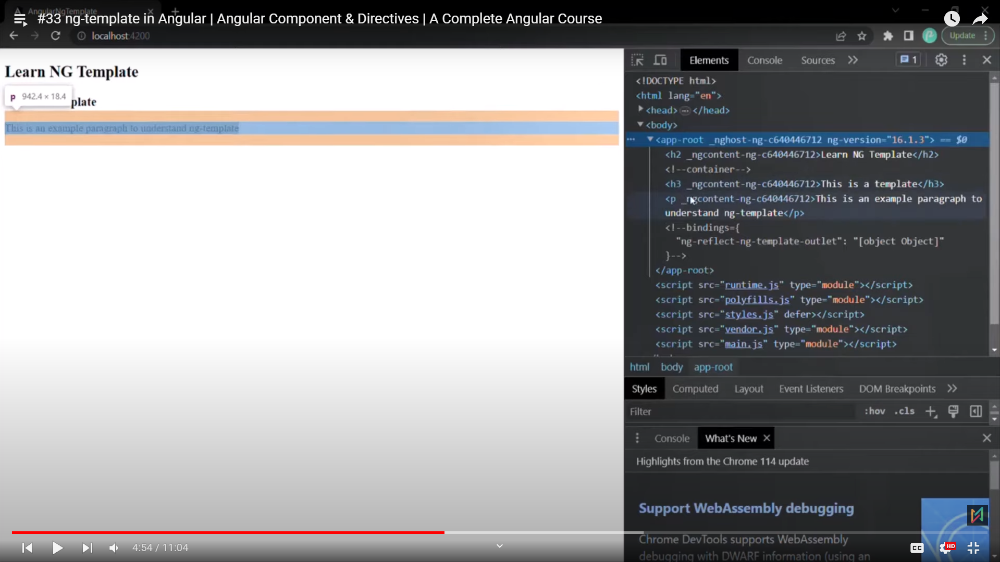 AngularNgTemplate
#33 ng-template in Angular | Angular Component & Directives | A Complete Angular Course
localhost:4200
Update
Learn NG Template
p 942.4 × 18.4
plate
This is an example paragraph to understand ng-template
Elements Console Sources
1
<!DOCTYPE html>
<html lang="en">
<head> ⋯ </head>
<body>
⋯ <app-root _nghost-ng-c640446712 ng-version="16.1.3"> == $0
<h2 _ngcontent-ng-c640446712>Learn NG Template</h2>
<!--container-->
<h3 _ngcontent-ng-c640446712>This is a template</h3>
<p _ngcontent-ng-c640446712>This is an example paragraph to
understand ng-template</p>
<!--bindings={
"ng-reflect-ng-template-outlet": "[object Object]"
}-->
</app-root>
<script src="runtime.js" type="module"></script>
<script src="polyfills.js" type="module"></script>
<script src="styles.js" defer></script>
<script src="vendor.js" type="module"></script>
<script src="main.js" type="module"></script>
html body app-root
Styles Computed Layout Event Listeners DOM Breakpoints
Filter
:hov .cls
Console What's New
Highlights from the Chrome 114 update
Support WebAssembly debugging
Chrome DevTools supports WebAssembly
debugging with DWARF information (using an
4:54 / 11:04
CC
HD